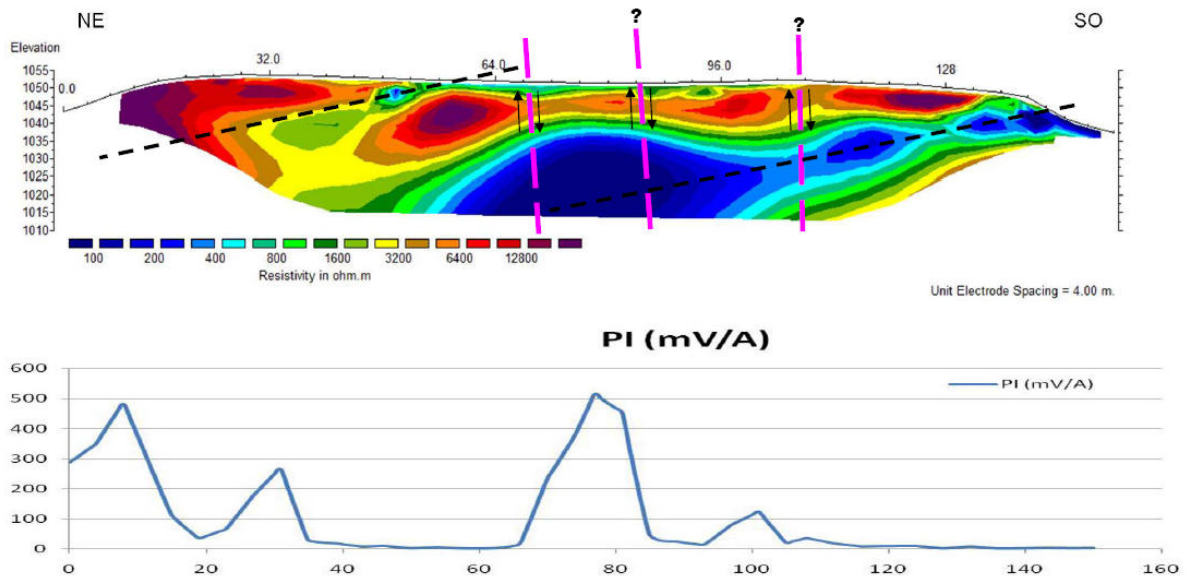 NE ? ? SO
Elevation
0.0 32.0 64.0 96.0 128
1055
1050
1045
1040
1035
1030
1025
1020
1015
1010
100 200 400 800 1600 3200 6400 12800
Resistivity in ohm.m
Unit Electrode Spacing = 4.00 m.
PI (mV/A)
PI (mV/A)
600
500
400
300
200
100
0
0 20 40 60 80 100 120 140 160